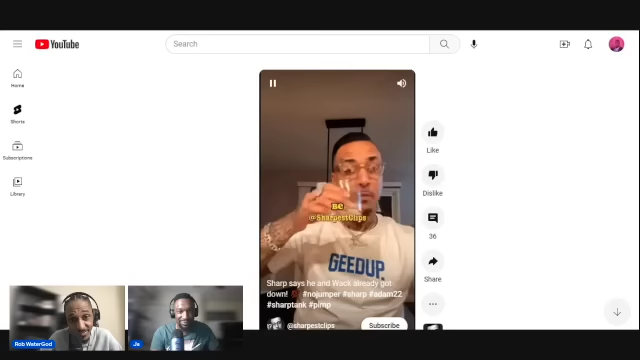 YouTube
Search
Home
Shorts
Subscriptions
Library
BE
@SharpestClips
GEEDUP
Sharp says he and Wack already got
down! #nojumper #sharp #adam22
#sharptank #pimp
@sharpestclips
Subscribe
Like
Dislike
36
Share
Rob WaterGod
Ja